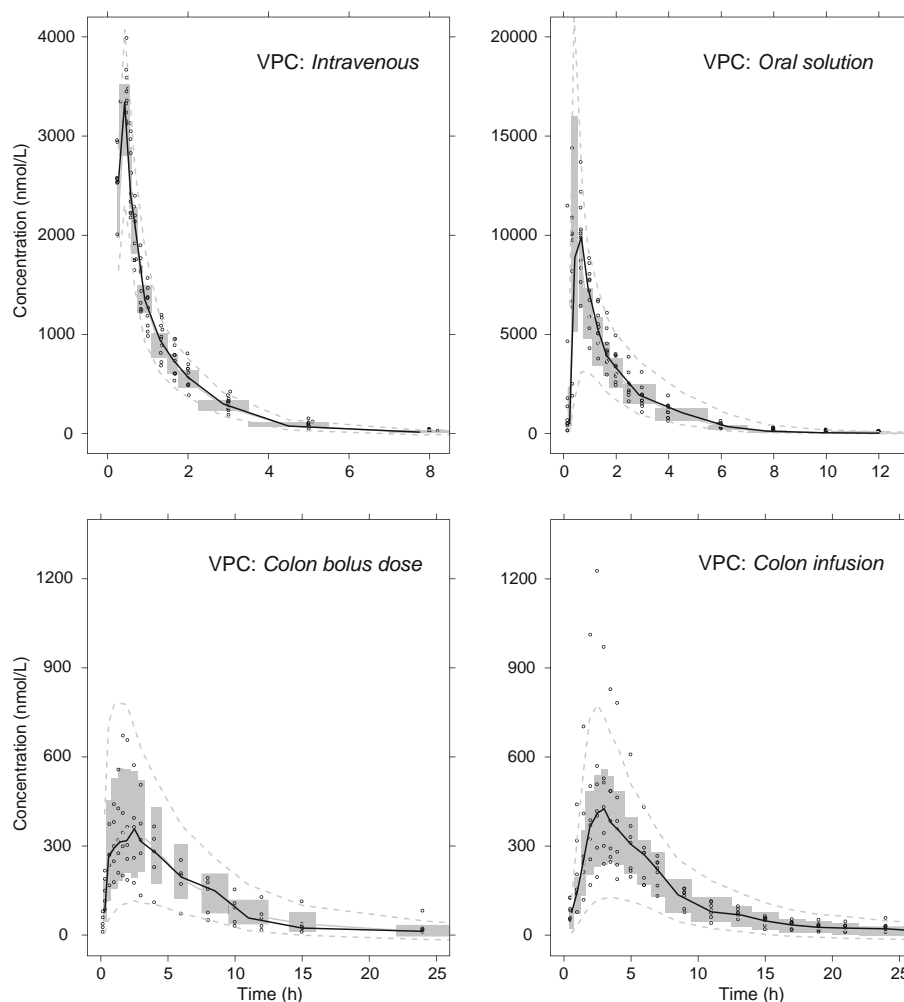 VPC: Intravenous
Concentration (nmol/L)
4000
3000
2000
1000
0
0 2 4 6 8
VPC: Oral solution
20000
15000
10000
5000
0
0 2 4 6 8 10 12
VPC: Colon bolus dose
Concentration (nmol/L)
1200
900
600
300
0
0 5 10 15 20 25
Time (h)
VPC: Colon infusion
1200
900
600
300
0
0 5 10 15 20 25
Time (h)